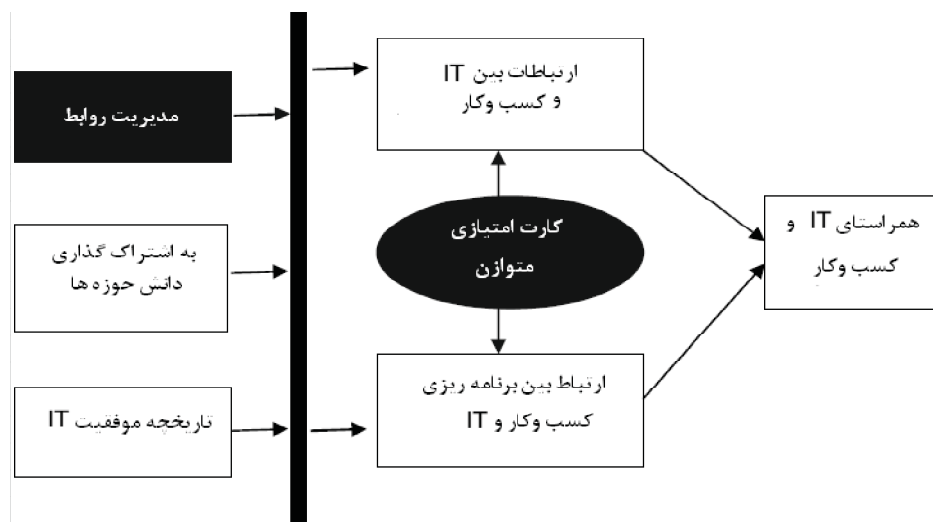 ارتباطات بین IT
و کسب وکار
مدیریت روابط
کارت امتیازی
متوازن
همراستای IT و
کسب وکار
به اشتراک گذاری
دانش حوزه ها
ارتباط بین برنامه ریزی
کسب وکار و IT
تاریخچه موفقیت IT